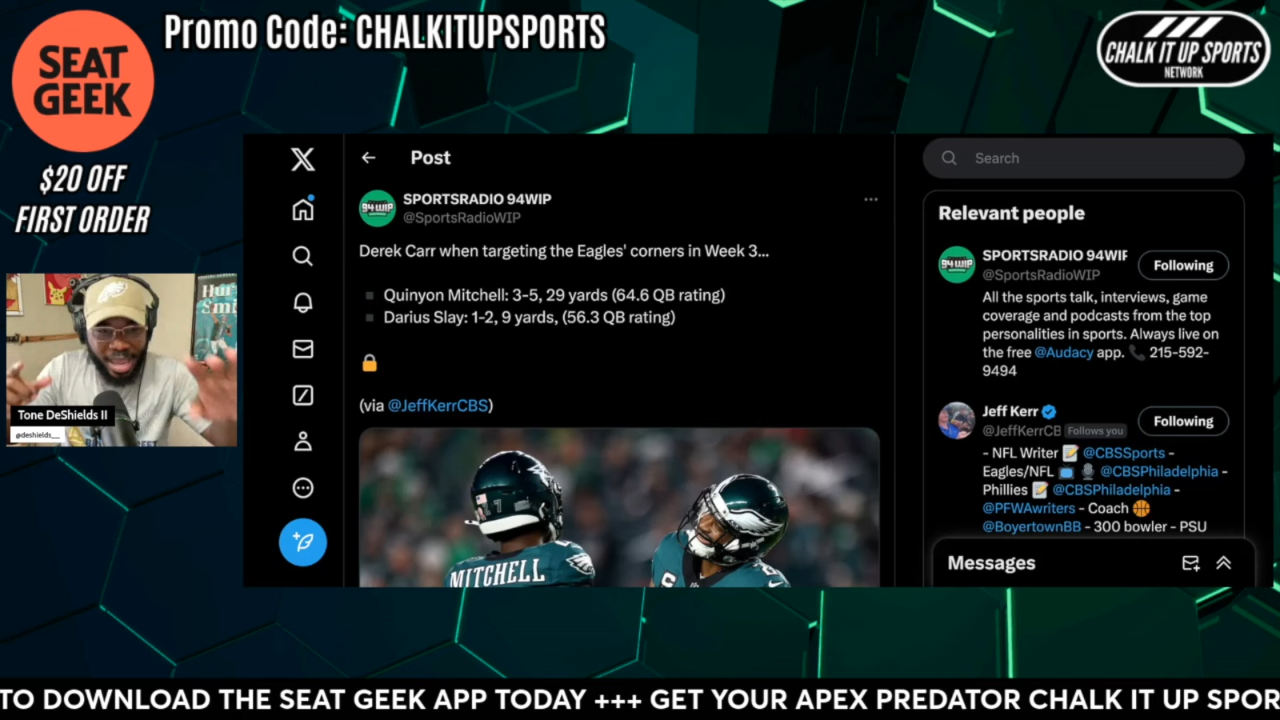 SEAT
GEEK
Promo Code: CHALKITUPSPORTS
CHALK IT UP SPORTS
NETWORK
$20 OFF
FIRST ORDER
Tone DeShields II
@deshields__
X
Post
SPORTSRADIO 94WIP
@SportsRadioWIP
94 WIP
Derek Carr when targeting the Eagles' corners in Week 3...
Quinyon Mitchell: 3-5, 29 yards (64.6 QB rating)
Darius Slay: 1-2, 9 yards, (56.3 QB rating)
(via @JeffKerrCBS)
MITCHELL
Search
Relevant people
94 WIP
SPORTSRADIO 94WIP
@SportsRadioWIP
Following
All the sports talk, interviews, game
coverage and podcasts from the top
personalities in sports. Always live on
the free @Audacy app. 📞 215-592-
9494
Jeff Kerr
@JeffKerrCB Follows you
Following
- NFL Writer 📝 @CBSSports -
Eagles/NFL 📺 🎙 @CBSPhiladelphia -
Phillies 📝 @CBSPhiladelphia -
@PFWAwriters - Coach 🏀
@BoyertownBB - 300 bowler - PSU
Messages
TO DOWNLOAD THE SEAT GEEK APP TODAY +++ GET YOUR APEX PREDATOR CHALK IT UP SPOR